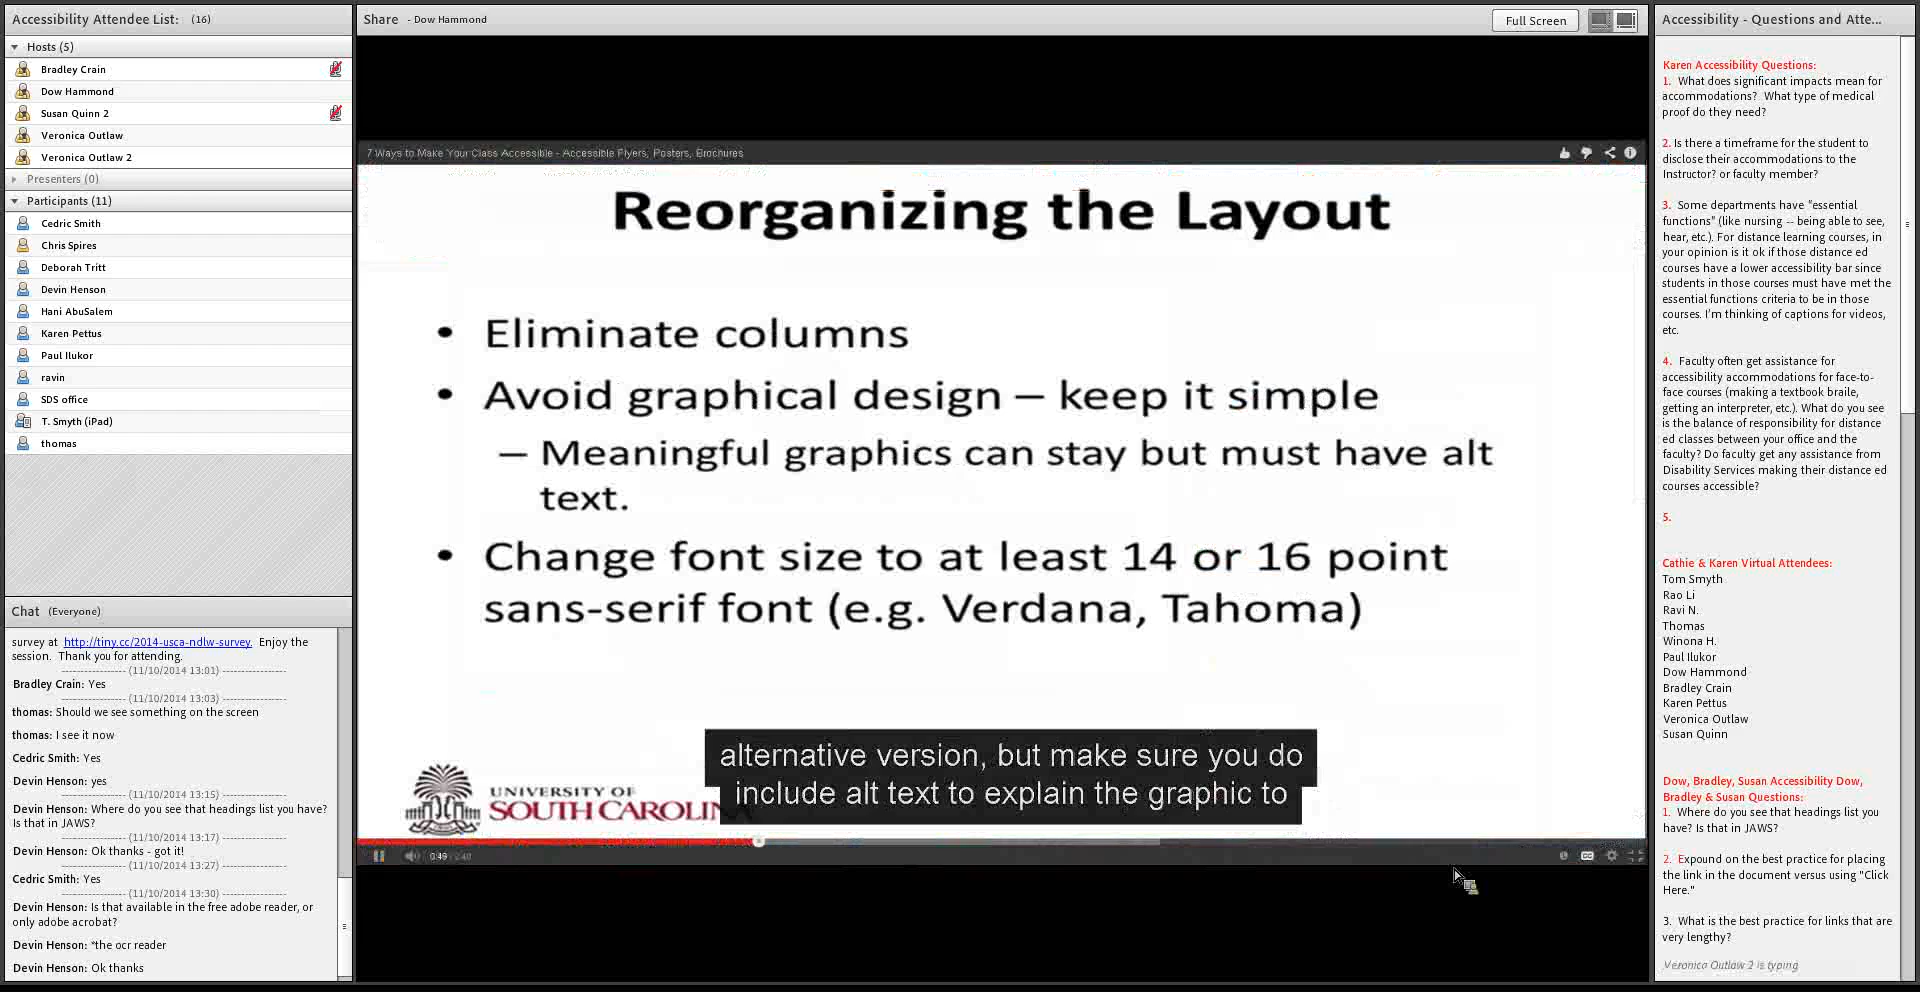 Accessibility Attendee List: (16)
Hosts (5)
Bradley Crain
Dow Hammond
Susan Quinn 2
Veronica Outlaw
Veronica Outlaw 2
Presenters (0)
Participants (11)
Cedric Smith
Chris Spires
Deborah Tritt
Devin Henson
Hani AbuSalem
Karen Pettus
Paul Ilukor
ravin
SDS office
T. Smyth (iPad)
thomas
Chat (Everyone)
survey at http://tiny.cc/2014-usca-ndlw-survey. Enjoy the
session. Thank you for attending.
------------------ (11/10/2014 13:01) ------------------
Bradley Crain: Yes
------------------ (11/10/2014 13:03) ------------------
thomas: Should we see something on the screen
thomas: I see it now
Cedric Smith: Yes
Devin Henson: yes
------------------ (11/10/2014 13:15) ------------------
Devin Henson: Where do you see that headings list you have?
Is that in JAWS?
------------------ (11/10/2014 13:17) ------------------
Devin Henson: Ok thanks - got it!
------------------ (11/10/2014 13:27) ------------------
Cedric Smith: Yes
------------------ (11/10/2014 13:30) ------------------
Devin Henson: Is that available in the free adobe reader, or
only adobe acrobat?
Devin Henson: *the ocr reader
Devin Henson: Ok thanks
Share - Dow Hammond
Full Screen
7 Ways to Make Your Class Accessible - Accessible Flyers, Posters, Brochures
Reorganizing the Layout
• Eliminate columns
• Avoid graphical design – keep it simple
– Meaningful graphics can stay but must have alt
text.
• Change font size to at least 14 or 16 point
sans-serif font (e.g. Verdana, Tahoma)
alternative version, but make sure you do
include alt text to explain the graphic to
UNIVERSITY OF
SOUTH CAROLIN
0:46 / 2:40
CC
Accessibility - Questions and Atte...
Karen Accessibility Questions:
1. What does significant impacts mean for
accommodations? What type of medical
proof do they need?
2. Is there a timeframe for the student to
disclose their accommodations to the
Instructor? or faculty member?
3. Some departments have "essential
functions" (like nursing -- being able to see,
hear, etc.). For distance learning courses, in
your opinion is it ok if those distance ed
courses have a lower accessibility bar since
students in those courses must have met the
essential functions criteria to be in those
courses. I'm thinking of captions for videos,
etc.
4. Faculty often get assistance for
accessibility accommodations for face-to-
face courses (making a textbook braile,
getting an interpreter, etc.). What do you see
is the balance of responsibility for distance
ed classes between your office and the
faculty? Do faculty get any assistance from
Disability Services making their distance ed
courses accessible?
5.
Cathie & Karen Virtual Attendees:
Tom Smyth
Rao Li
Ravi N.
Thomas
Winona H.
Paul Ilukor
Dow Hammond
Bradley Crain
Karen Pettus
Veronica Outlaw
Susan Quinn
Dow, Bradley, Susan Accessibility Dow,
Bradley & Susan Questions:
1. Where do you see that headings list you
have? Is that in JAWS?
2. Expound on the best practice for placing
the link in the document versus using "Click
Here."
3. What is the best practice for links that are
very lengthy?
Veronica Outlaw 2 is typing